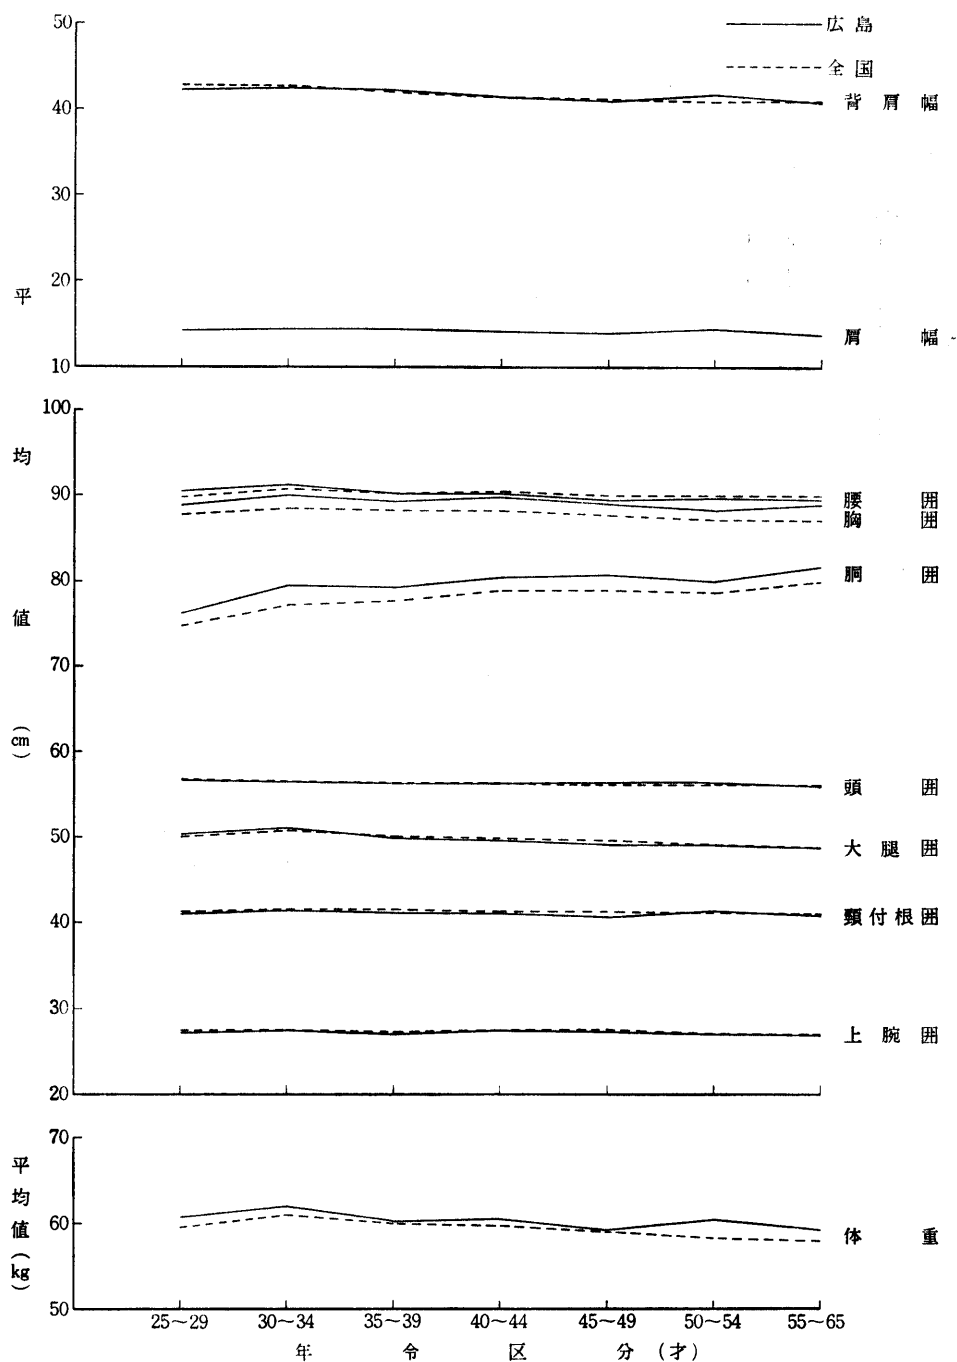 広島
全国
50
40
30
20
10
背肩幅
肩幅
100
90
80
70
60
50
40
30
20
腰囲
胸囲
胴囲
頭囲
大腿囲
頸付根囲
上腕囲
平均値(cm)
70
60
50
体重
平均値(kg)
25~29 30~34 35~39 40~44 45~49 50~54 55~65
年令区分(才)